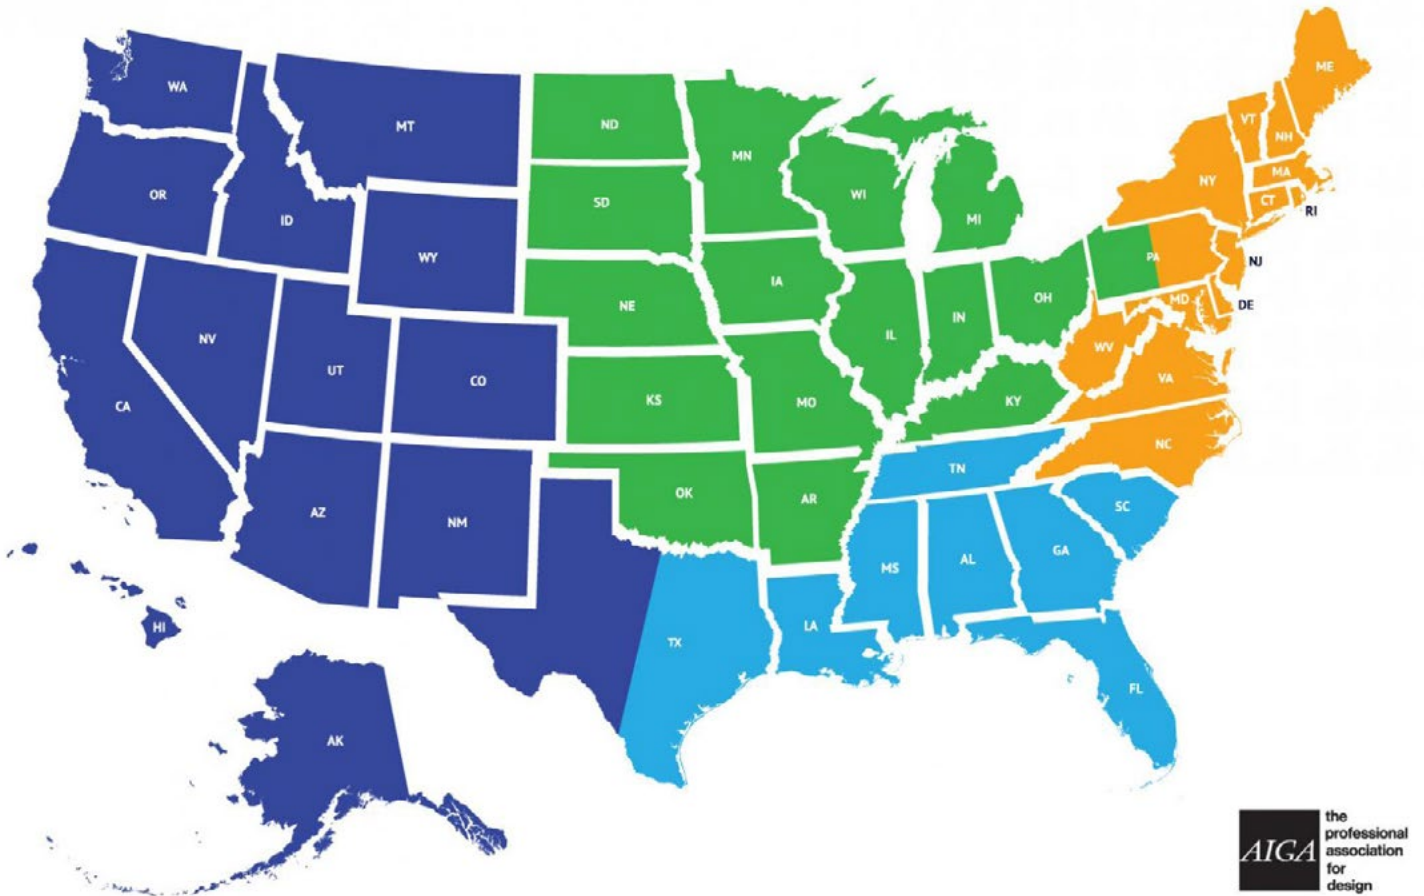 ME
WA
VT
ND
MT
NH
MN
MA
NY
OR
WI
CT
SD
RI
MI
ID
PA
WY
NJ
IA
OH
MD
DE
NE
IN
IL
NV
WV
UT
VA
CO
KS
KY
MO
CA
NC
TN
OK
AR
SC
AZ
NM
GA
AL
MS
LA
HI
TX
FL
AK
AIGA
the
professional
association
for
design